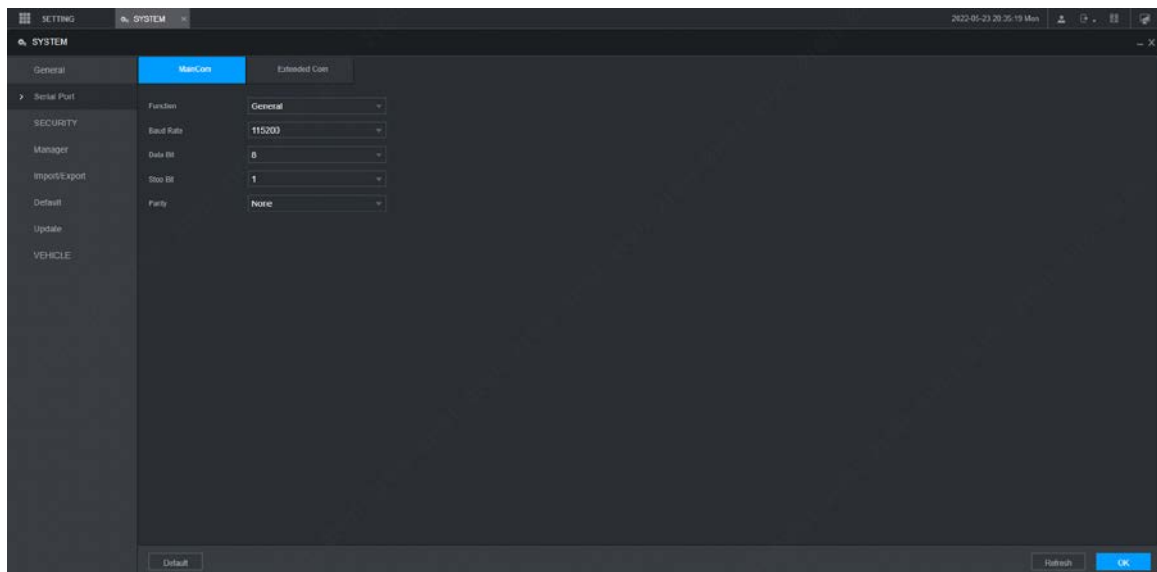 SETTING SYSTEM × 2022-05-23 20:35:19 Mon
SYSTEM
General
Serial Port
SECURITY
Manager
Import/Export
Default
Update
VEHICLE
MainCom Extended Com
Function General
Baud Rate 115200
Data Bit 8
Stop Bit 1
Parity None
Default Refresh OK